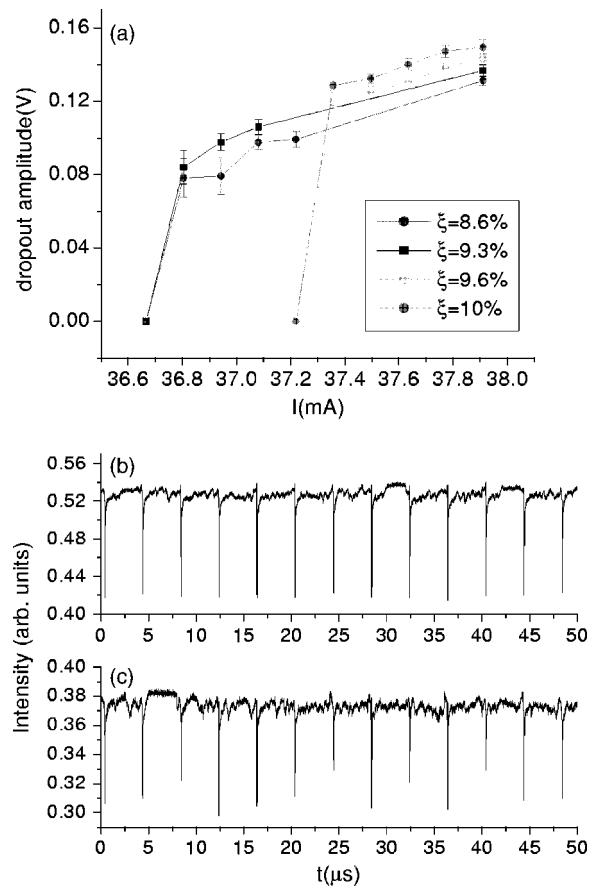 (a)
dropout amplitude(V)
0.16
0.12
0.08
0.04
0.00
ξ=8.6%
ξ=9.3%
ξ=9.6%
ξ=10%
36.6 36.8 37.0 37.2 37.4 37.6 37.8 38.0
I(mA)
Intensity (arb. units)
(b)
0.56
0.52
0.48
0.44
0.40
0 5 10 15 20 25 30 35 40 45 50
(c)
0.40
0.38
0.36
0.34
0.32
0.30
0 5 10 15 20 25 30 35 40 45 50
t(μs)